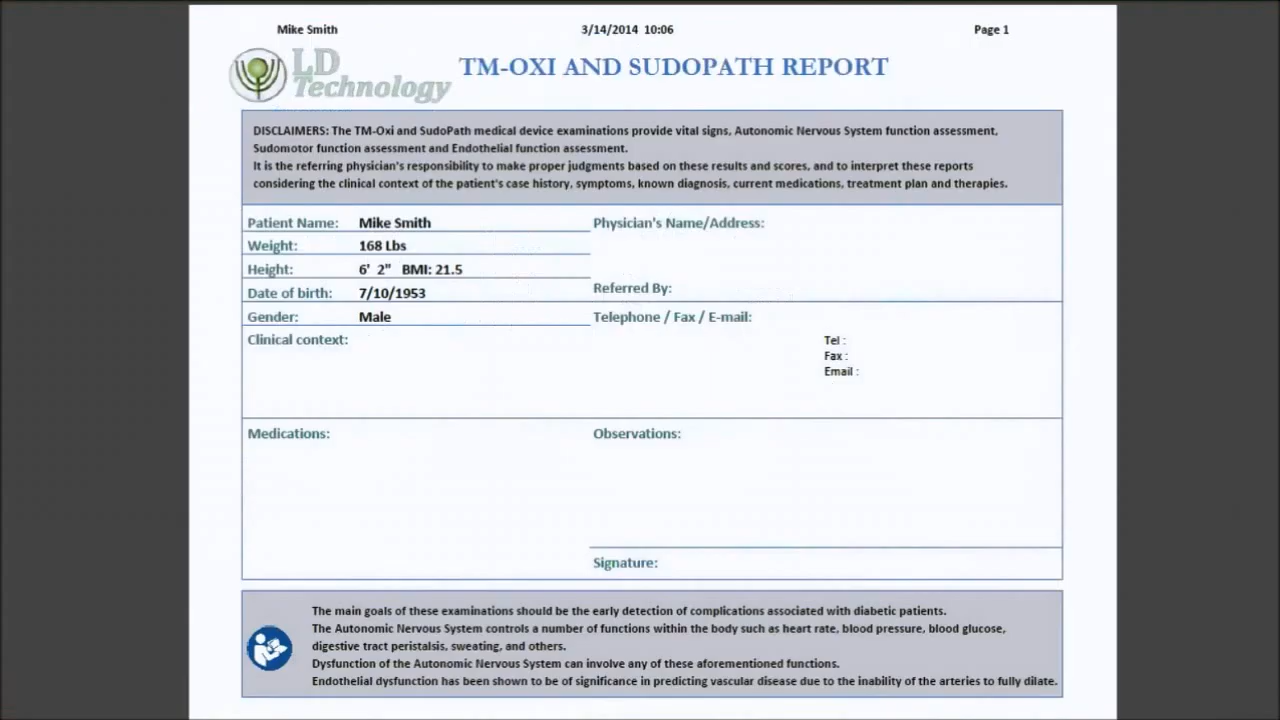 Mike Smith 3/14/2014 10:06 Page 1
LD Technology
TM-OXI AND SUDOPATH REPORT
DISCLAIMERS: The TM-Oxi and SudoPath medical device examinations provide vital signs, Autonomic Nervous System function assessment,
Sudomotor function assessment and Endothelial function assessment.
It is the referring physician's responsibility to make proper judgments based on these results and scores, and to interpret these reports
considering the clinical context of the patient's case history, symptoms, known diagnosis, current medications, treatment plan and therapies.
Patient Name: Mike Smith
Weight: 168 Lbs
Height: 6' 2" BMI: 21.5
Date of birth: 7/10/1953
Gender: Male
Clinical context:
Physician's Name/Address:
Referred By:
Telephone / Fax / E-mail:
Tel :
Fax :
Email :
Medications:
Observations:
Signature:
The main goals of these examinations should be the early detection of complications associated with diabetic patients.
The Autonomic Nervous System controls a number of functions within the body such as heart rate, blood pressure, blood glucose,
digestive tract peristalsis, sweating, and others.
Dysfunction of the Autonomic Nervous System can involve any of these aforementioned functions.
Endothelial dysfunction has been shown to be of significance in predicting vascular disease due to the inability of the arteries to fully dilate.